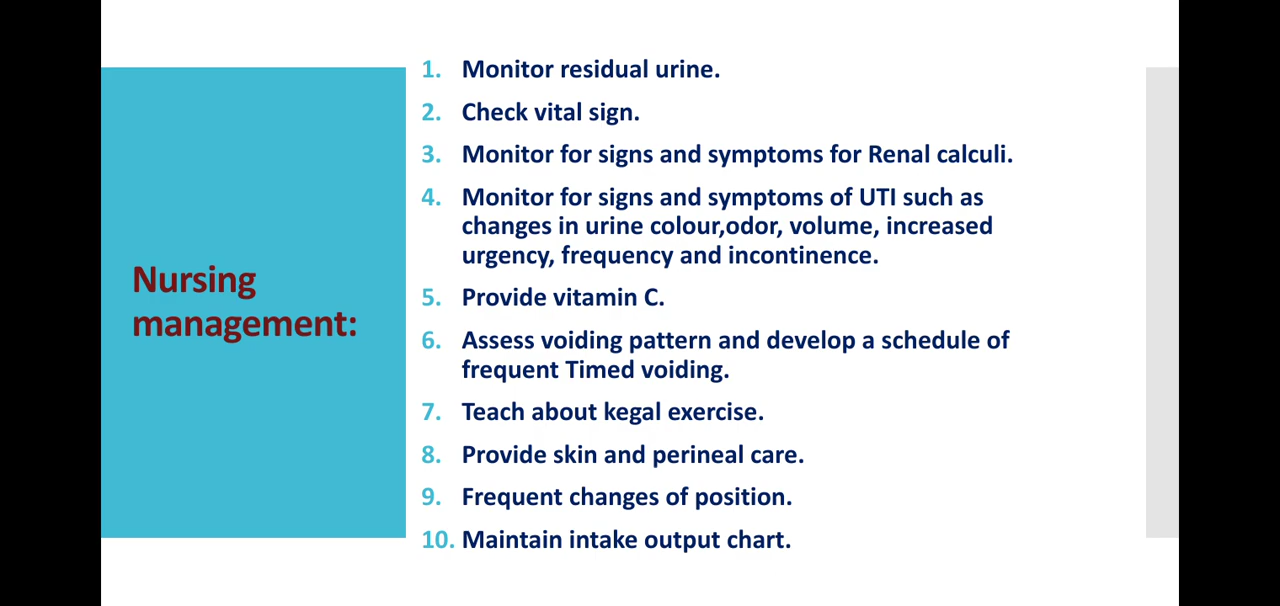 Nursing
management:
1. Monitor residual urine.
2. Check vital sign.
3. Monitor for signs and symptoms for Renal calculi.
4. Monitor for signs and symptoms of UTI such as
changes in urine colour,odor, volume, increased
urgency, frequency and incontinence.
5. Provide vitamin C.
6. Assess voiding pattern and develop a schedule of
frequent Timed voiding.
7. Teach about kegal exercise.
8. Provide skin and perineal care.
9. Frequent changes of position.
10. Maintain intake output chart.